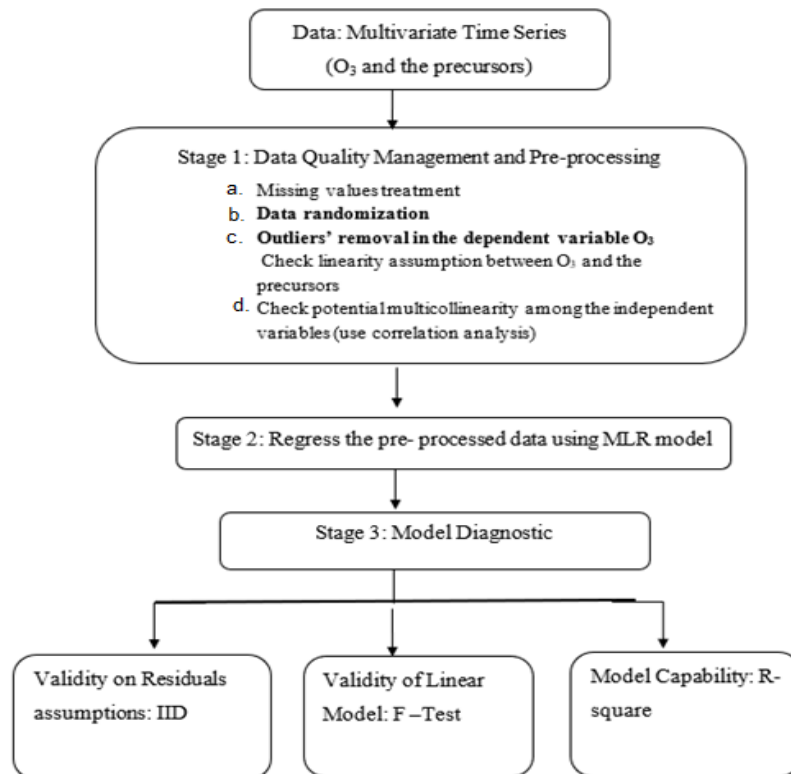 Data: Multivariate Time Series
(O₃ and the precursors)
Stage 1: Data Quality Management and Pre-processing
a. Missing values treatment
b. Data randomization
c. Outliers' removal in the dependent variable O₃
Check linearity assumption between O₃ and the
precursors
d. Check potential multicollinearity among the independent
variables (use correlation analysis)
Stage 2: Regress the pre- processed data using MLR model
Stage 3: Model Diagnostic
Validity on Residuals
assumptions: IID
Validity of Linear
Model: F –Test
Model Capability: R-
square